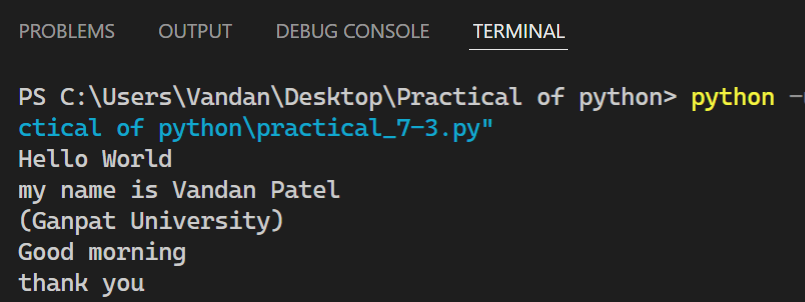 PROBLEMS OUTPUT DEBUG CONSOLE TERMINAL
PS C:\Users\Vandan\Desktop\Practical of python> python -
ctical of python\practical_7-3.py"
Hello World
my name is Vandan Patel
(Ganpat University)
Good morning
thank you